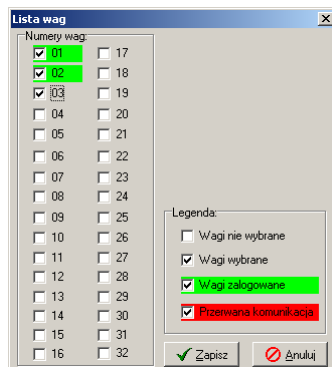 Lista wag
Numery wag:
01 17
02 18
03 19
04 20
05 21
06 22
07 23
08 24
09 25
10 26
11 27
12 28
13 29
14 30
15 31
16 32
Legenda:
Wagi nie wybrane
Wagi wybrane
Wagi zalogowane
Przerwana komunikacja
Zapisz Anuluj